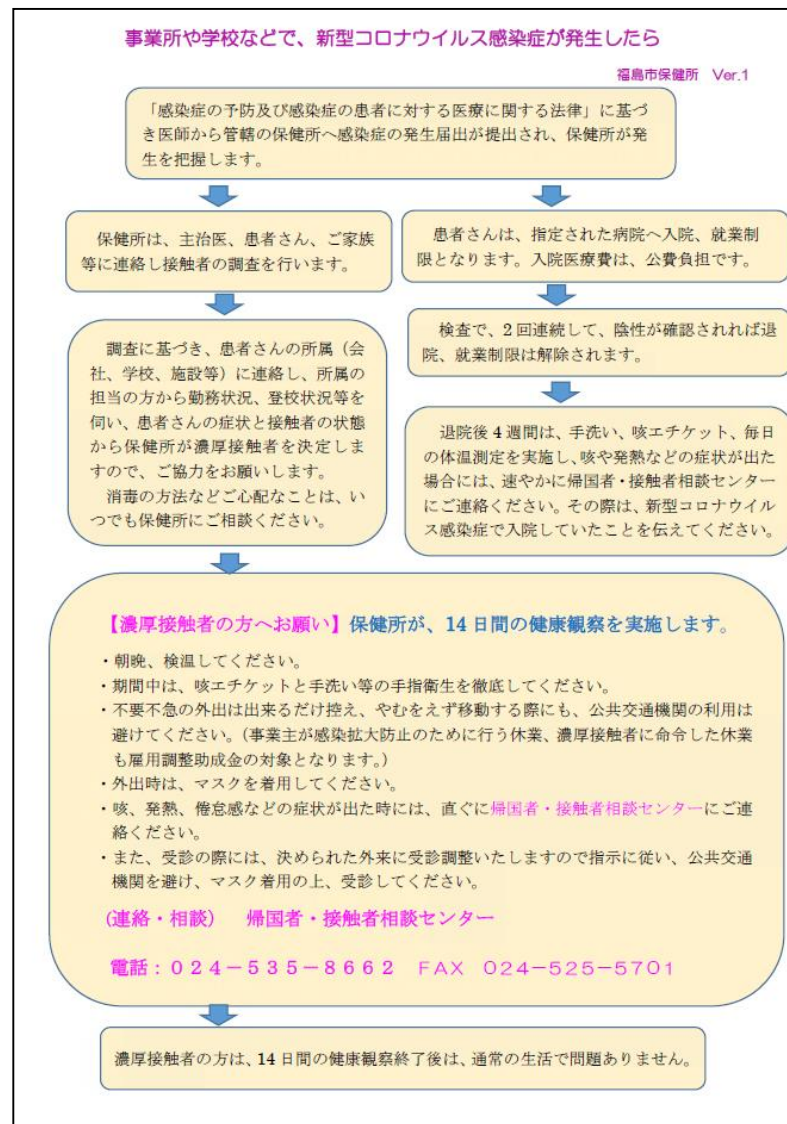 事業所や学校などで、新型コロナウイルス感染症が発生したら
福島市保健所　Ver.1
「感染症の予防及び感染症の患者に対する医療に関する法律」に基づ
き医師から管轄の保健所へ感染症の発生届出が提出され、保健所が発
生を把握します。
保健所は、主治医、患者さん、ご家族
等に連絡し接触者の調査を行います。
調査に基づき、患者さんの所属（会
社、学校、施設等）に連絡し、所属の
担当の方から勤務状況、登校状況等を
伺い、患者さんの症状と接触者の状態
から保健所が濃厚接触者を決定しま
すので、ご協力をお願いします。
消毒の方法などご心配なことは、い
つでも保健所にご相談ください。
患者さんは、指定された病院へ入院、就業制
限となります。入院医療費は、公費負担です。
検査で、2回連続して、陰性が確認されれば退
院、就業制限は解除されます。
退院後4週間は、手洗い、咳エチケット、毎日
の体温測定を実施し、咳や発熱などの症状が出た
場合には、速やかに帰国者・接触者相談センター
にご連絡ください。その際は、新型コロナウイル
ス感染症で入院していたことを伝えてください。
【濃厚接触者の方へお願い】保健所が、14日間の健康観察を実施します。
・朝晩、検温してください。
・期間中は、咳エチケットと手洗い等の手指衛生を徹底してください。
・不要不急の外出は出来るだけ控え、やむをえず移動する際にも、公共交通機関の利用は
避けてください。（事業主が感染拡大防止のために行う休業、濃厚接触者に命令した休業
も雇用調整助成金の対象となります。）
・外出時は、マスクを着用してください。
・咳、発熱、倦怠感などの症状が出た時には、直ぐに帰国者・接触者相談センターにご連
絡ください。
・また、受診の際には、決められた外来に受診調整いたしますので指示に従い、公共交通
機関を避け、マスク着用の上、受診してください。
(連絡・相談）　帰国者・接触者相談センター
電話：０２４－５３５－８６６２　ＦＡＸ　０２４－５２５－５７０１
濃厚接触者の方は、14日間の健康観察終了後は、通常の生活で問題ありません。